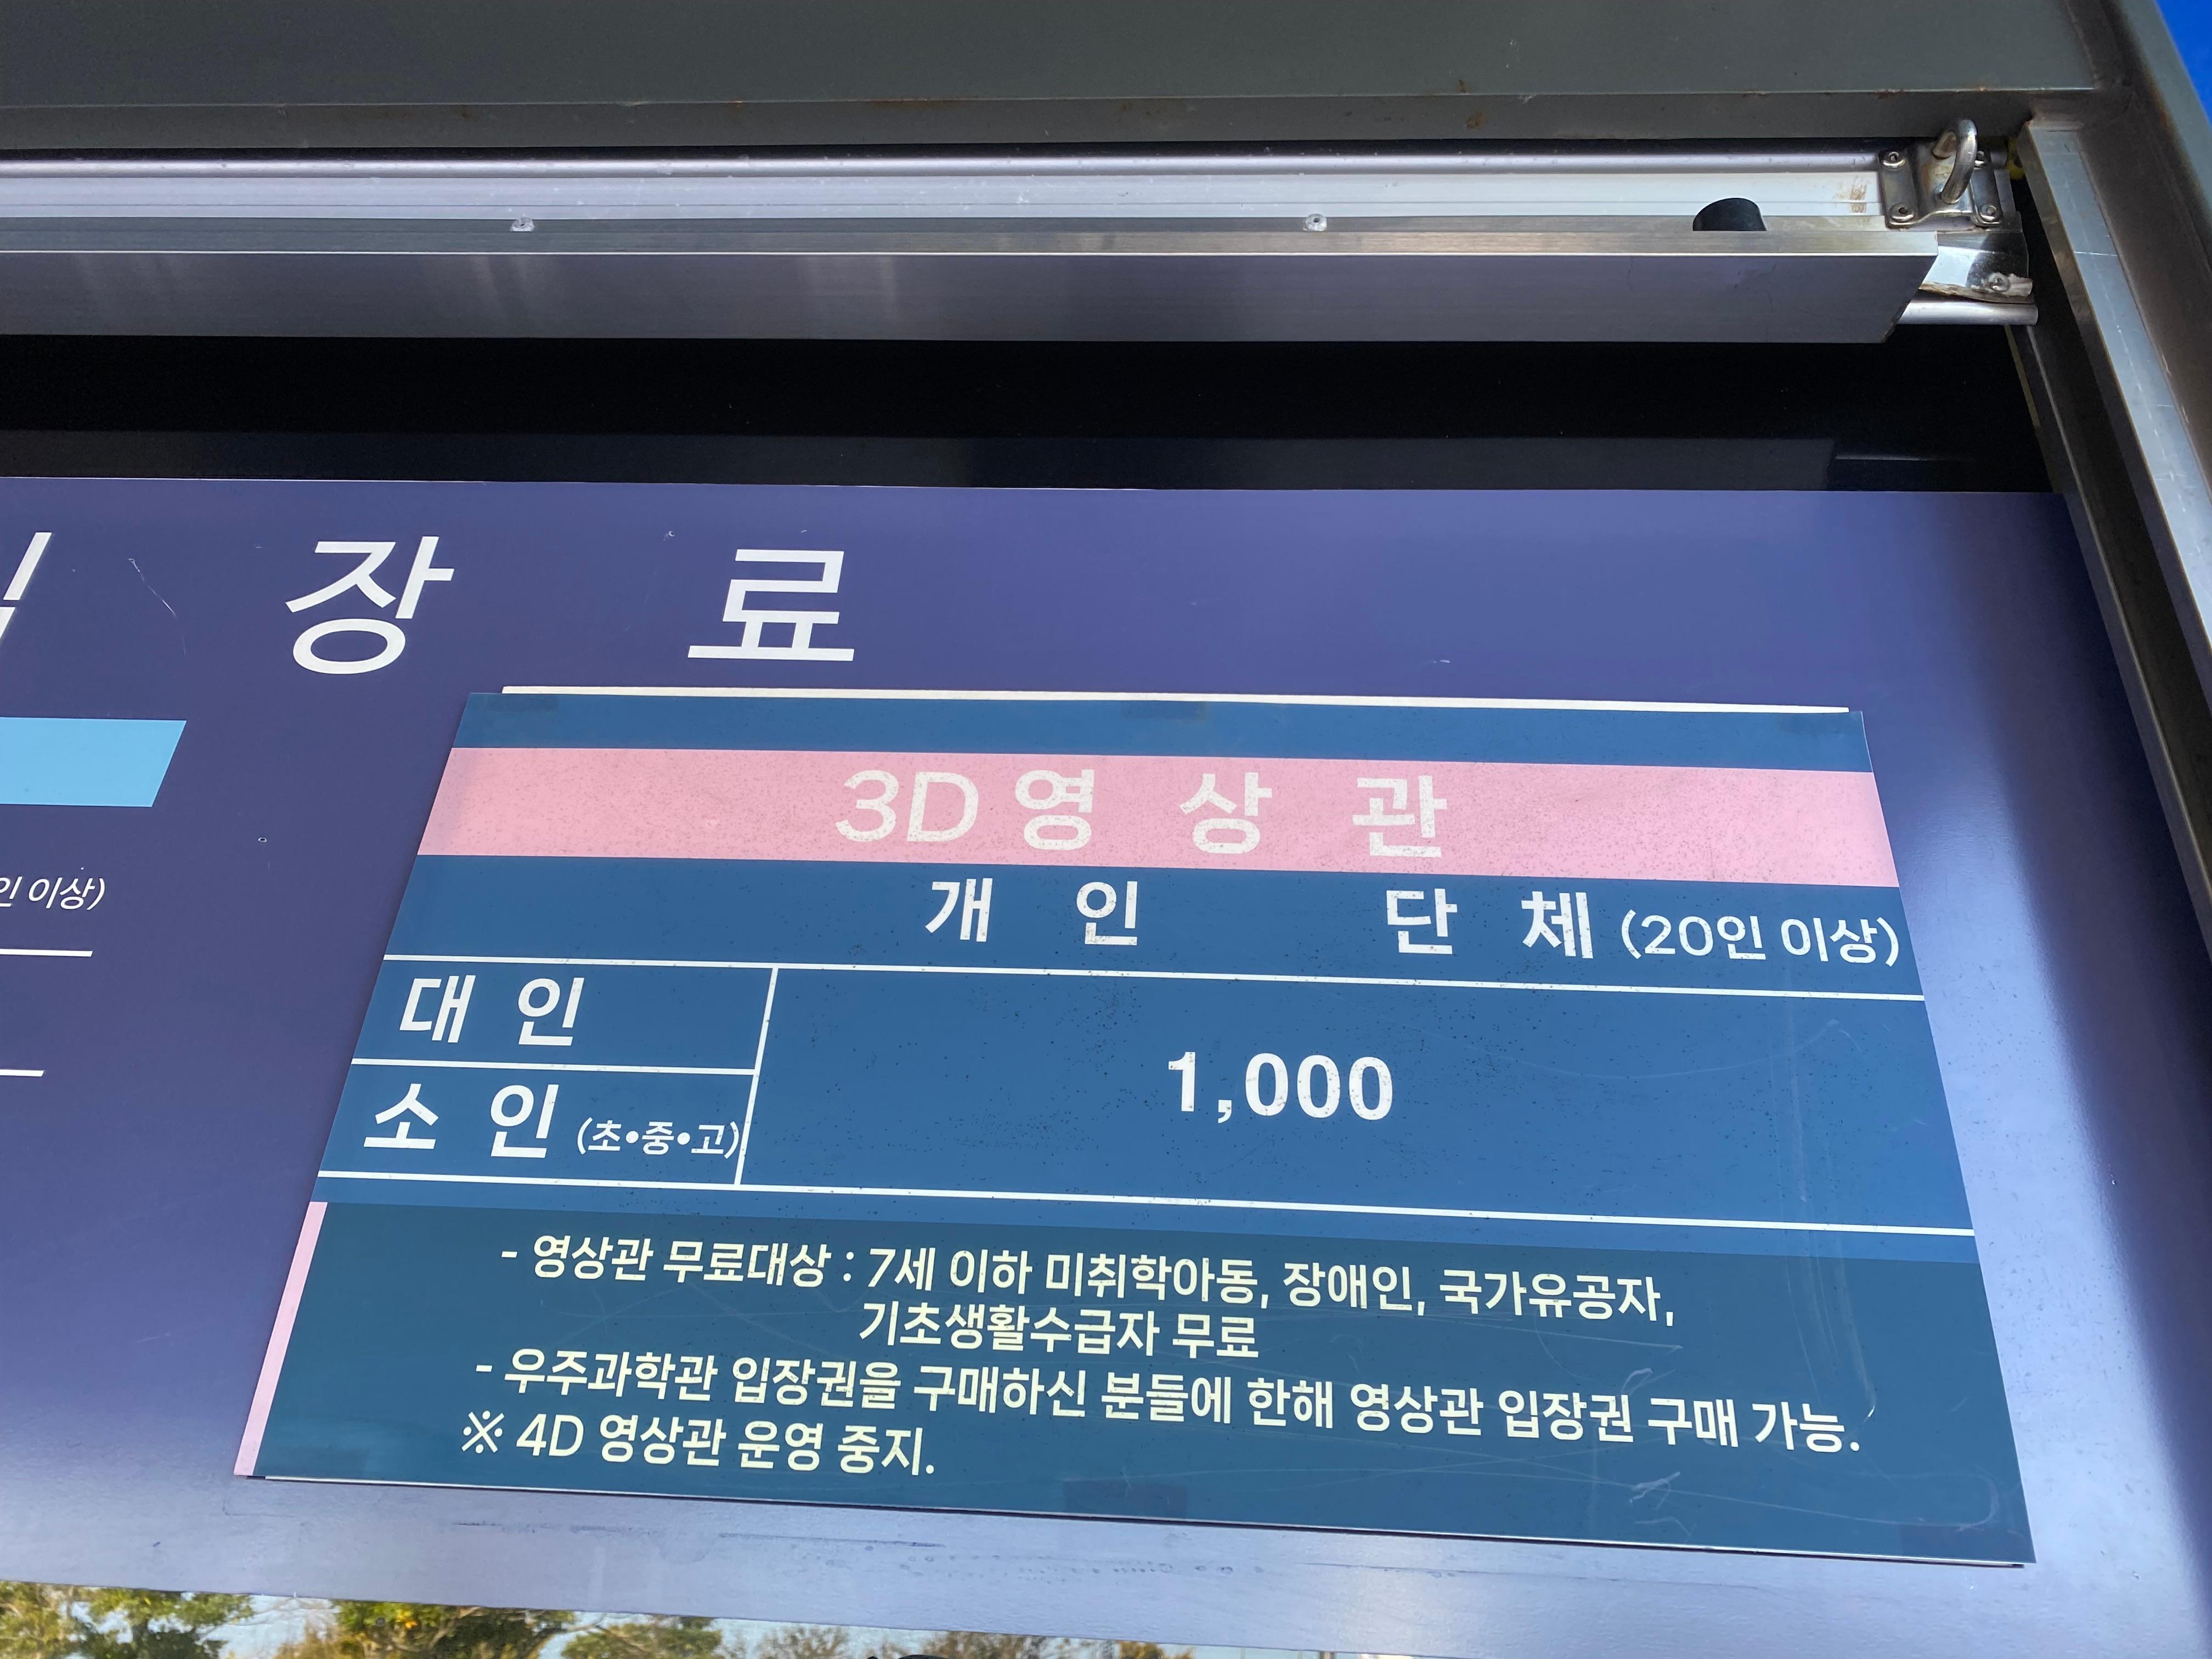 장 료
인 이상)
3D영 상 관
개 인 단 체 (20인 이상)
대 인
1,000
소 인 (초•중•고)
- 영상관 무료대상 : 7세 이하 미취학아동, 장애인, 국가유공자,
기초생활수급자 무료
- 우주과학관 입장권을 구매하신 분들에 한해 영상관 입장권 구매 가능.
※ 4D 영상관 운영 중지.